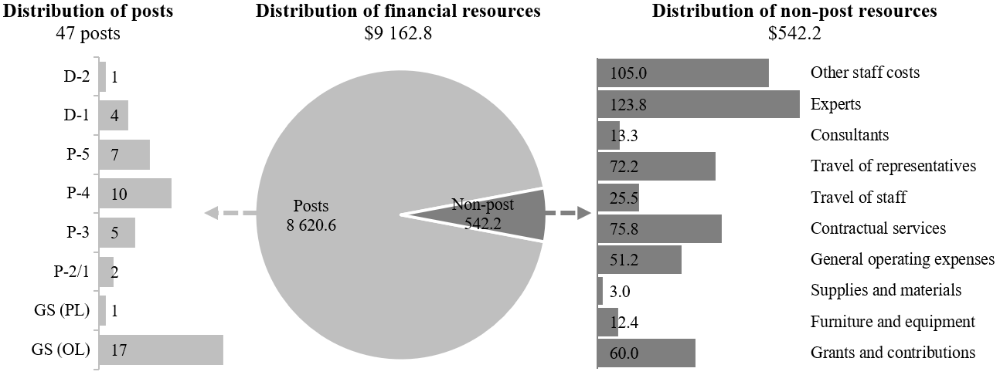 Distribution of posts
47 posts
D-2 1
D-1 4
P-5 7
P-4 10
P-3 5
P-2/1 2
GS (PL) 1
GS (OL) 17
Distribution of financial resources
$9 162.8
Posts
8 620.6
Non-post
542.2
Distribution of non-post resources
$542.2
105.0 Other staff costs
123.8 Experts
13.3 Consultants
72.2 Travel of representatives
25.5 Travel of staff
75.8 Contractual services
51.2 General operating expenses
3.0 Supplies and materials
12.4 Furniture and equipment
60.0 Grants and contributions